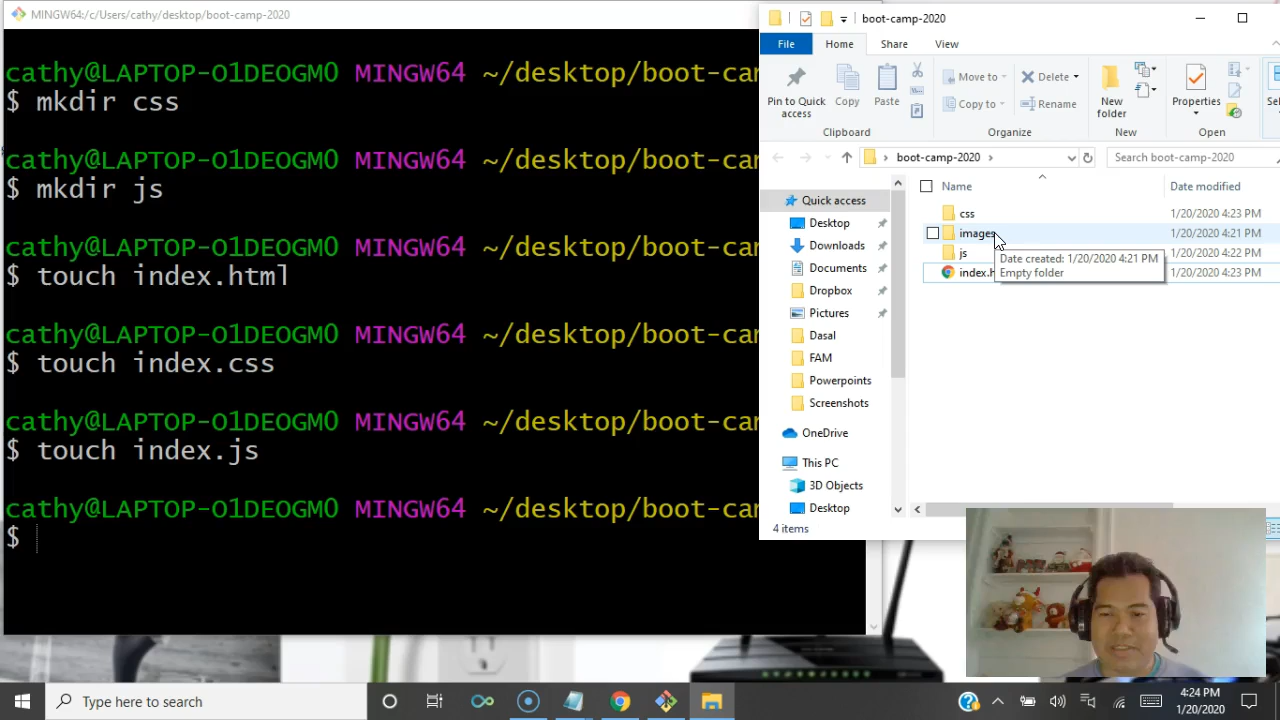 MINGW64:/c/Users/cathy/desktop/boot-camp-2020
cathy@LAPTOP-O1DEOGM0 MINGW64 ~/desktop/boot-ca
$ mkdir css
cathy@LAPTOP-O1DEOGM0 MINGW64 ~/desktop/boot-ca
$ mkdir js
cathy@LAPTOP-O1DEOGM0 MINGW64 ~/desktop/boot-ca
$ touch index.html
cathy@LAPTOP-O1DEOGM0 MINGW64 ~/desktop/boot-ca
$ touch index.css
cathy@LAPTOP-O1DEOGM0 MINGW64 ~/desktop/boot-ca
$ touch index.js
cathy@LAPTOP-O1DEOGM0 MINGW64 ~/desktop/boot-ca
$
boot-camp-2020
File Home Share View
Pin to Quick access
Copy
Paste
Move to
Copy to
Delete
Rename
New folder
Properties
Clipboard Organize New Open
boot-camp-2020
Search boot-camp-2020
Quick access
Desktop
Downloads
Documents
Dropbox
Pictures
Dasal
FAM
Powerpoints
Screenshots
OneDrive
This PC
3D Objects
Desktop
Name Date modified
css 1/20/2020 4:23 PM
images 1/20/2020 4:21 PM
js 1/20/2020 4:22 PM
index.h 1/20/2020 4:23 PM
Date created: 1/20/2020 4:21 PM
Empty folder
4 items
Type here to search
4:24 PM
1/20/2020